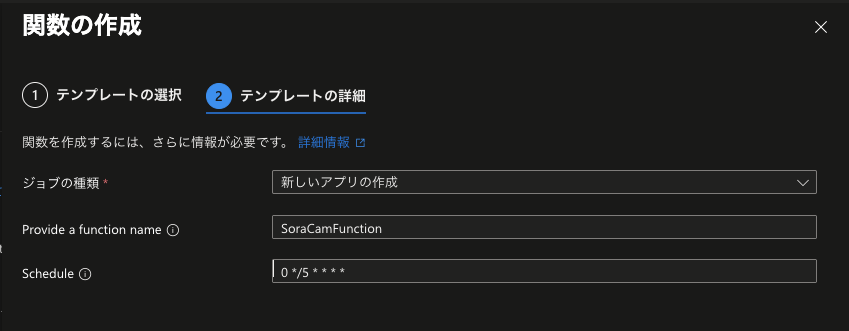 関数の作成
1 テンプレートの選択 2 テンプレートの詳細
関数を作成するには、さらに情報が必要です。 詳細情報
ジョブの種類 * 新しいアプリの作成
Provide a function name SoraCamFunction
Schedule 0 */5 * * * *